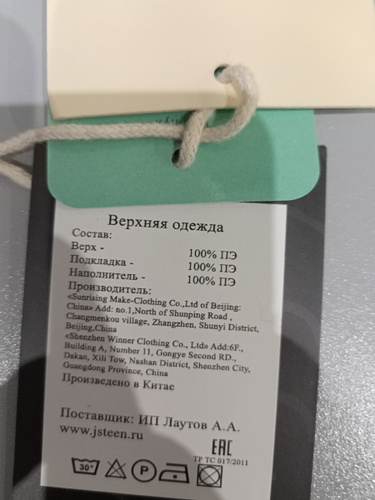 Верхняя одежда
Состав:
Верх - 100% ПЭ
Подкладка - 100% ПЭ
Наполнитель - 100% ПЭ
Производитель:
«Sunrising Make-Clothing Co.,Ltd of Beijing:
China» Add: no.1,North of Shunping Road ,
Changmenkou village, Zhangzhen, Shunyi District,
Beijing,China
«Shenzhen Winner Clothing Co., Ltd» Add:6F.,
Building A, Number 11, Gongye Second RD.,
Dakan, Xili Tow, Nashan District, Shenzhen City,
Guangdong Province, China
Произведено в Китае
Поставщик: ИП Лаутов А.А.
www.jsteen.ru
EAC
ТР ТС 017/2011
30°
P